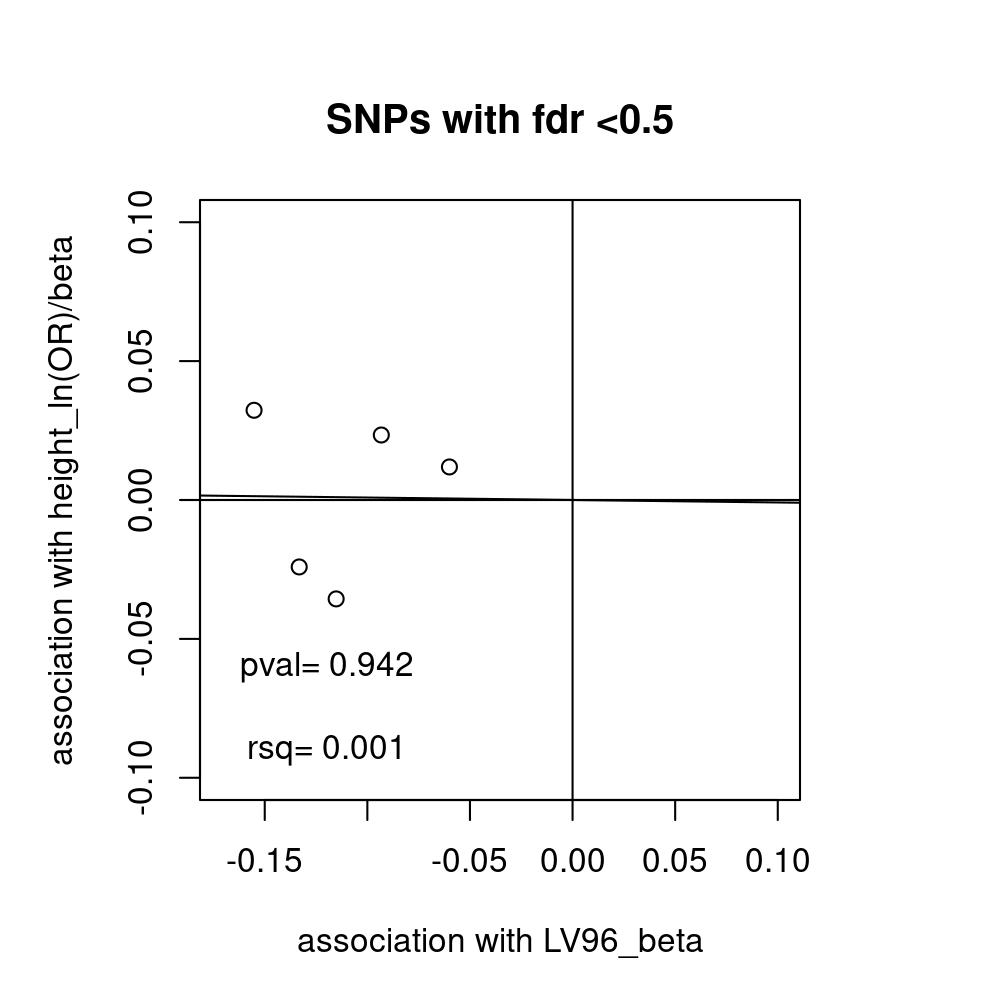 SNPs with fdr <0.5
association with height_ln(OR)/beta
0.10
0.05
0.00
-0.05
-0.10
pval= 0.942
rsq= 0.001
-0.15 -0.05 0.00 0.05 0.10
association with LV96_beta